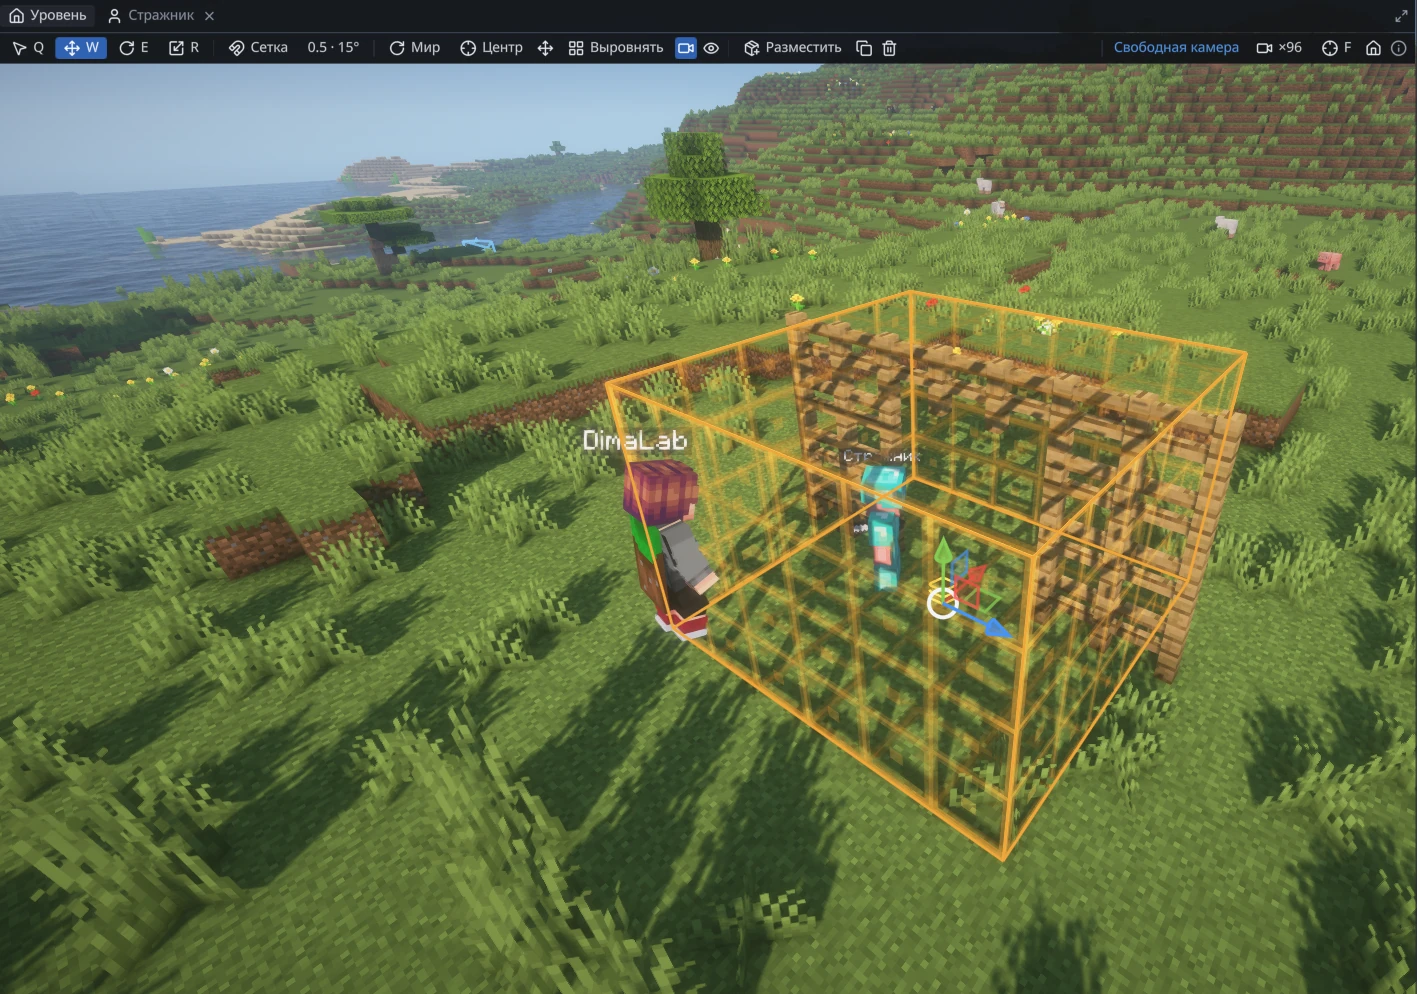 Уровень
Стражник
Q
W
E
R
Сетка
0.5 · 15°
Мир
Центр
Выровнять
Разместить
Свободная камера
×96
F
DimaLab